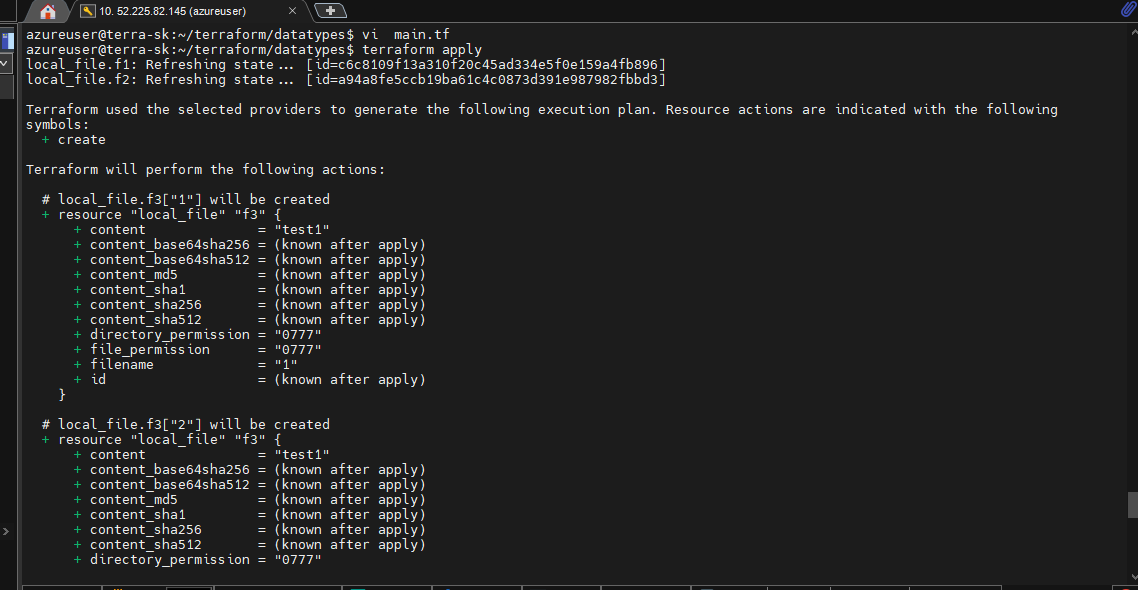 10. 52.225.82.145 (azureuser)
azureuser@terra-sk:~/terraform/datatypes$ vi  main.tf
azureuser@terra-sk:~/terraform/datatypes$ terraform apply
local_file.f1: Refreshing state... [id=c6c8109f13a310f20c45ad334e5f0e159a4fb896]
local_file.f2: Refreshing state... [id=a94a8fe5ccb19ba61c4c0873d391e987982fbbd3]
Terraform used the selected providers to generate the following execution plan. Resource actions are indicated with the following
symbols:
  + create
Terraform will perform the following actions:
  # local_file.f3["1"] will be created
  + resource "local_file" "f3" {
      + content              = "test1"
      + content_base64sha256 = (known after apply)
      + content_base64sha512 = (known after apply)
      + content_md5          = (known after apply)
      + content_sha1         = (known after apply)
      + content_sha256       = (known after apply)
      + content_sha512       = (known after apply)
      + directory_permission = "0777"
      + file_permission      = "0777"
      + filename             = "1"
      + id                   = (known after apply)
    }
  # local_file.f3["2"] will be created
  + resource "local_file" "f3" {
      + content              = "test1"
      + content_base64sha256 = (known after apply)
      + content_base64sha512 = (known after apply)
      + content_md5          = (known after apply)
      + content_sha1         = (known after apply)
      + content_sha256       = (known after apply)
      + content_sha512       = (known after apply)
      + directory_permission = "0777"